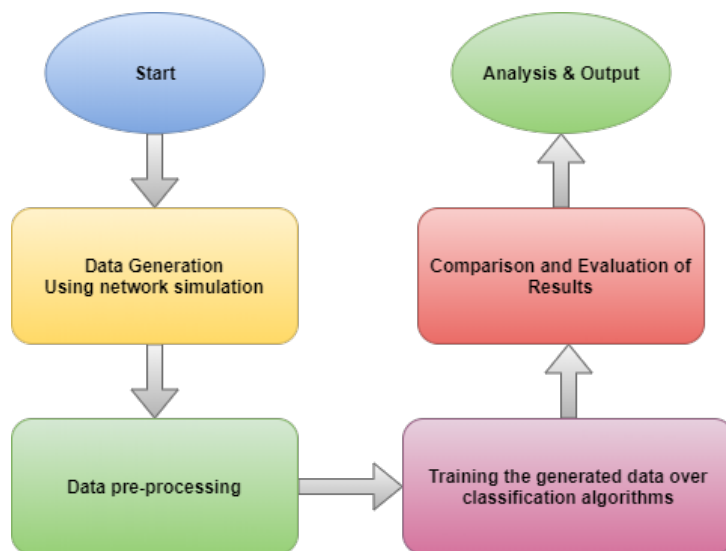 Start
Data Generation
Using network simulation
Data pre-processing
Training the generated data over
classification algorithms
Comparison and Evaluation of
Results
Analysis & Output